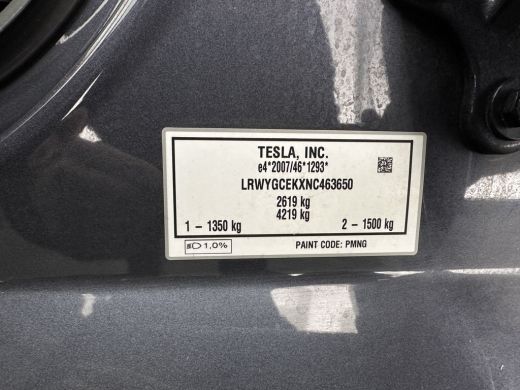 TESLA, INC.
e4*2007/46*1293*
LRWYGCEKXNC463650
2619 kg
4219 kg
1 - 1350 kg 2 - 1500 kg
1,0% PAINT CODE: PMNG